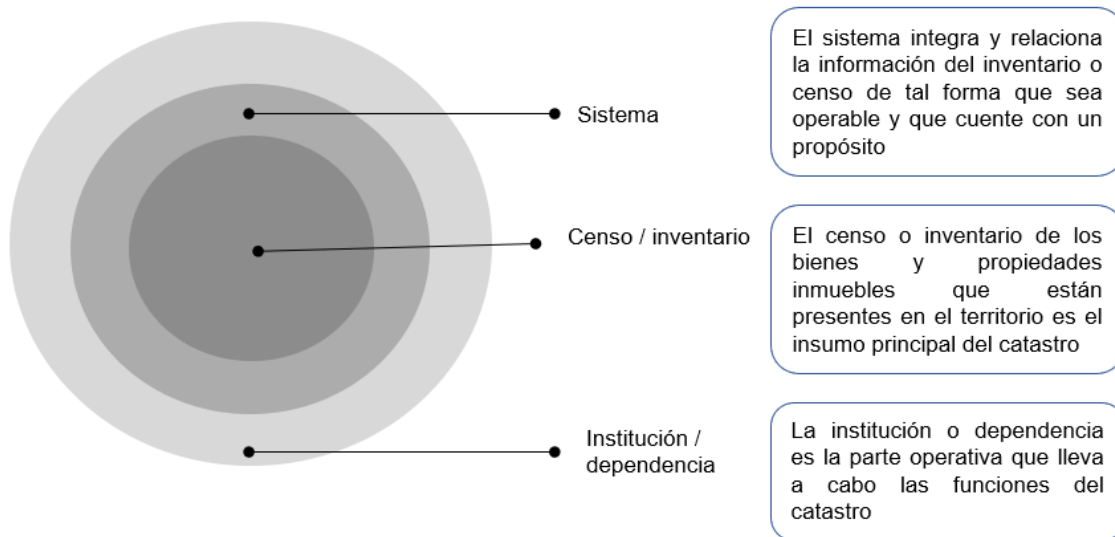 Sistema
El sistema integra y relaciona
la información del inventario o
censo de tal forma que sea
operable y que cuente con un
propósito
Censo / inventario
El censo o inventario de los
bienes y propiedades
inmuebles que están
presentes en el territorio es el
insumo principal del catastro
Institución /
dependencia
La institución o dependencia
es la parte operativa que lleva
a cabo las funciones del
catastro